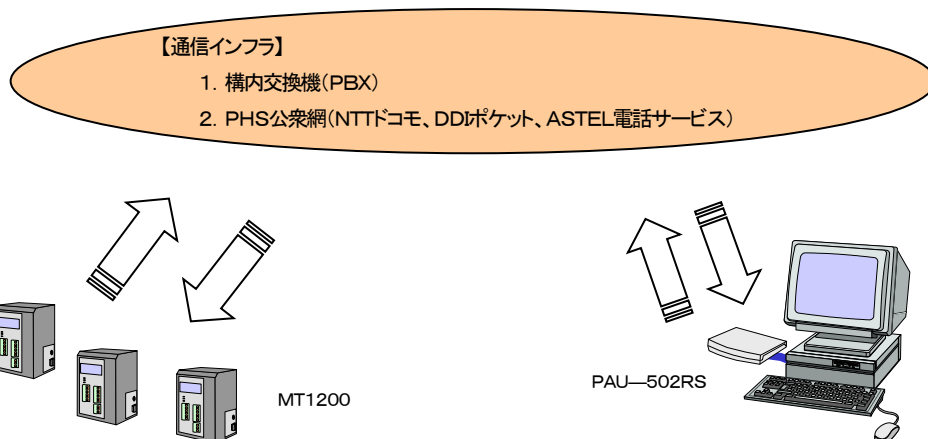 【通信インフラ】
1. 構内交換機(PBX)
2. PHS公衆網(NTTドコモ、DDIポケット、ASTEL電話サービス)
MT1200
PAU―502RS